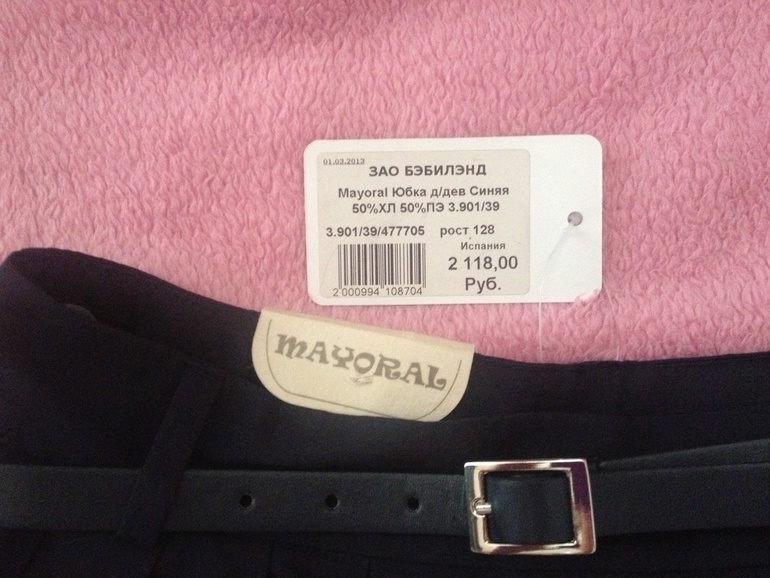 01.03.2013
ЗАО БЭБИЛЭНД
Mayoral Юбка д/дев Синяя
50%ХЛ 50%ПЭ 3.901/39
3.901/39/477705 рост 128
Испания
2 118,00
Руб.
2 000994 108704
MAYORAL